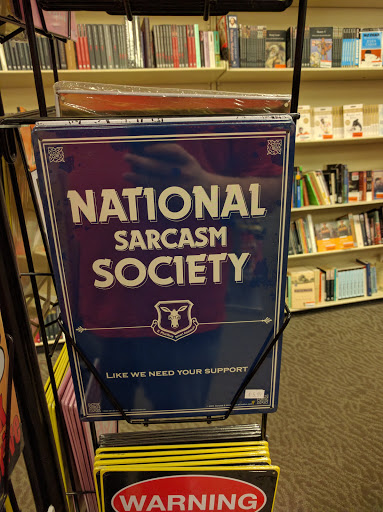 NATIONAL
SARCASM
SOCIETY
LIKE WE NEED YOUR SUPPORT
WARNING